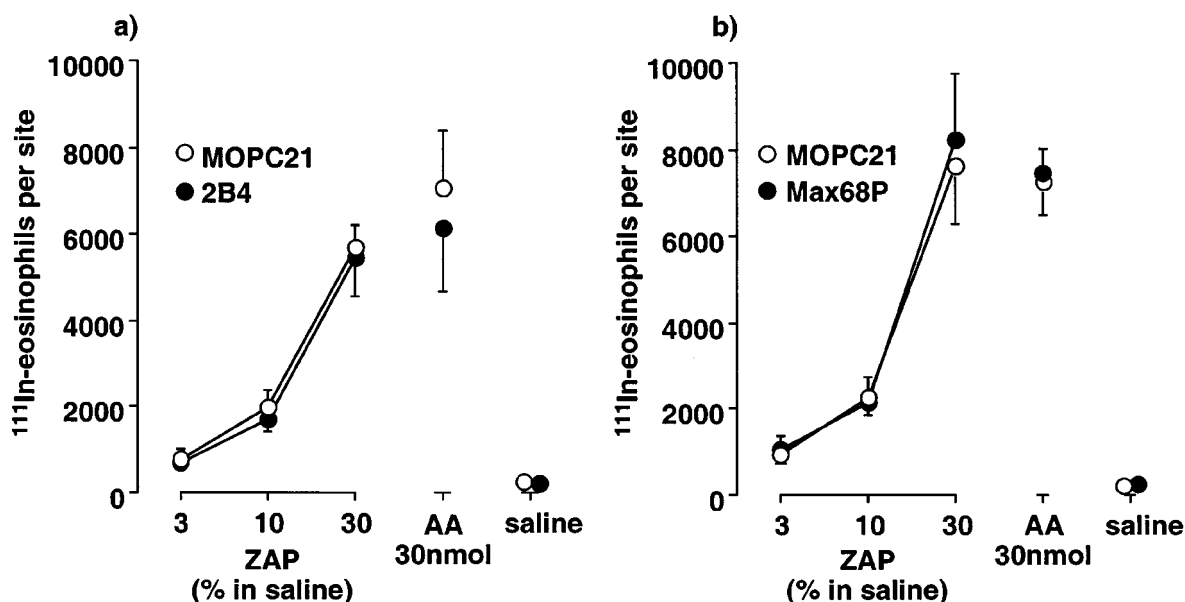 a)
¹¹¹In-eosinophils per site
10000
8000
6000
4000
2000
0
MOPC21
2B4
3 10 30 AA saline
30nmol
ZAP
(% in saline)
b)
¹¹¹In-eosinophils per site
10000
8000
6000
4000
2000
0
MOPC21
Max68P
3 10 30 AA saline
30nmol
ZAP
(% in saline)